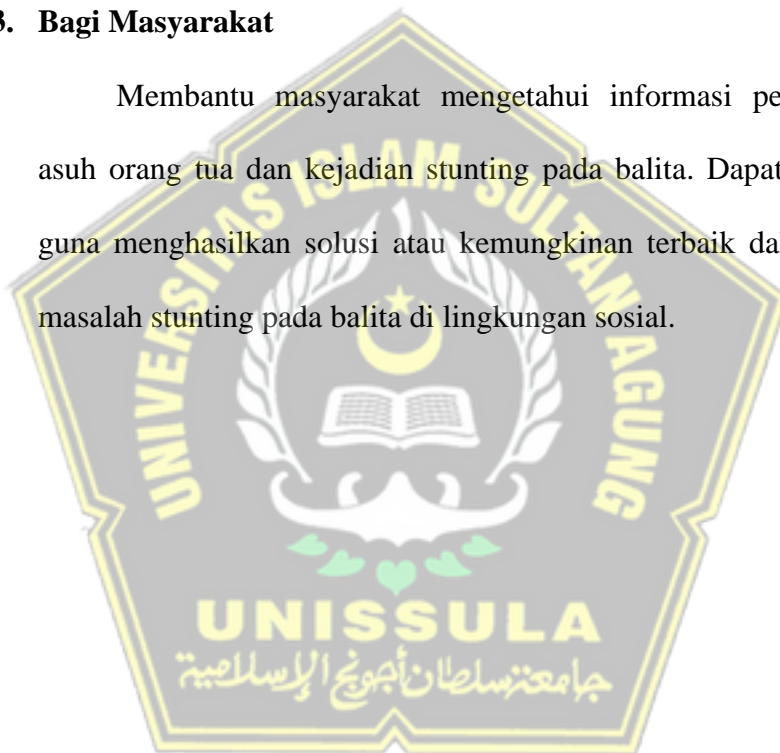 3. Bagi Masyarakat
Membantu masyarakat mengetahui informasi pe
asuh orang tua dan kejadian stunting pada balita. Dapat
guna menghasilkan solusi atau kemungkinan terbaik da
masalah stunting pada balita di lingkungan sosial.
UNIVERSITAS ISLAM SULTAN AGUNG
UNISSULA
جامعة سلطان أجونج الإسلامية